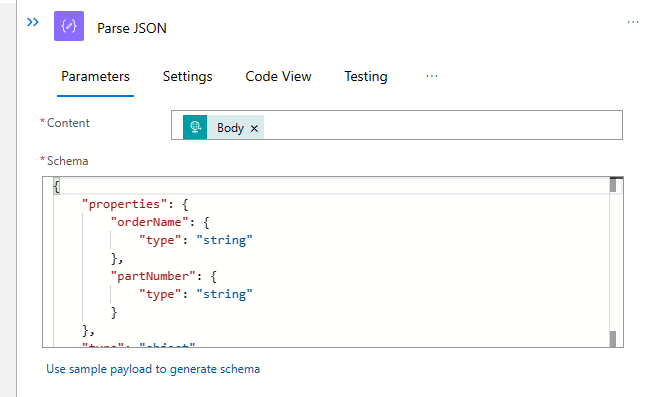 Parse JSON
Parameters Settings Code View Testing ...
* Content Body ×
* Schema
{
"properties": {
"orderName": {
"type": "string"
},
"partNumber": {
"type": "string"
}
},
"type": "object"
Use sample payload to generate schema